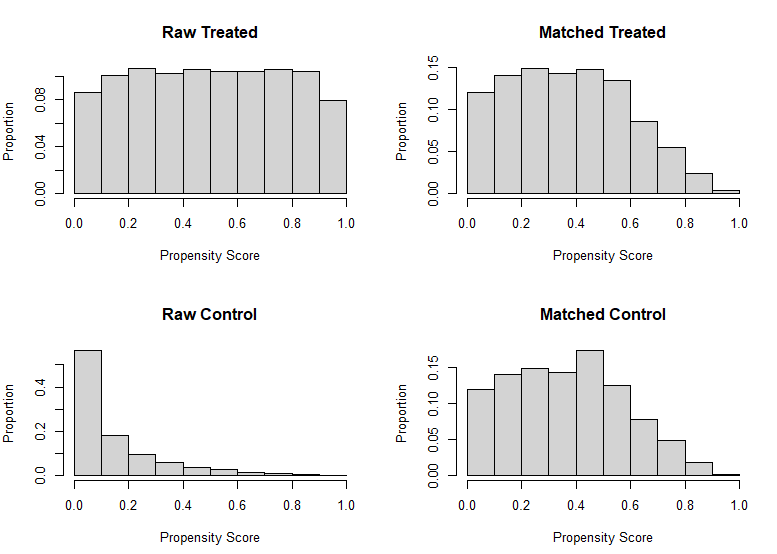 Raw Treated
Proportion
0.00 0.04 0.08
0.0 0.2 0.4 0.6 0.8 1.0
Propensity Score
Matched Treated
Proportion
0.00 0.05 0.10 0.15
0.0 0.2 0.4 0.6 0.8 1.0
Propensity Score
Raw Control
Proportion
0.0 0.2 0.4
0.0 0.2 0.4 0.6 0.8 1.0
Propensity Score
Matched Control
Proportion
0.00 0.05 0.10 0.15
0.0 0.2 0.4 0.6 0.8 1.0
Propensity Score